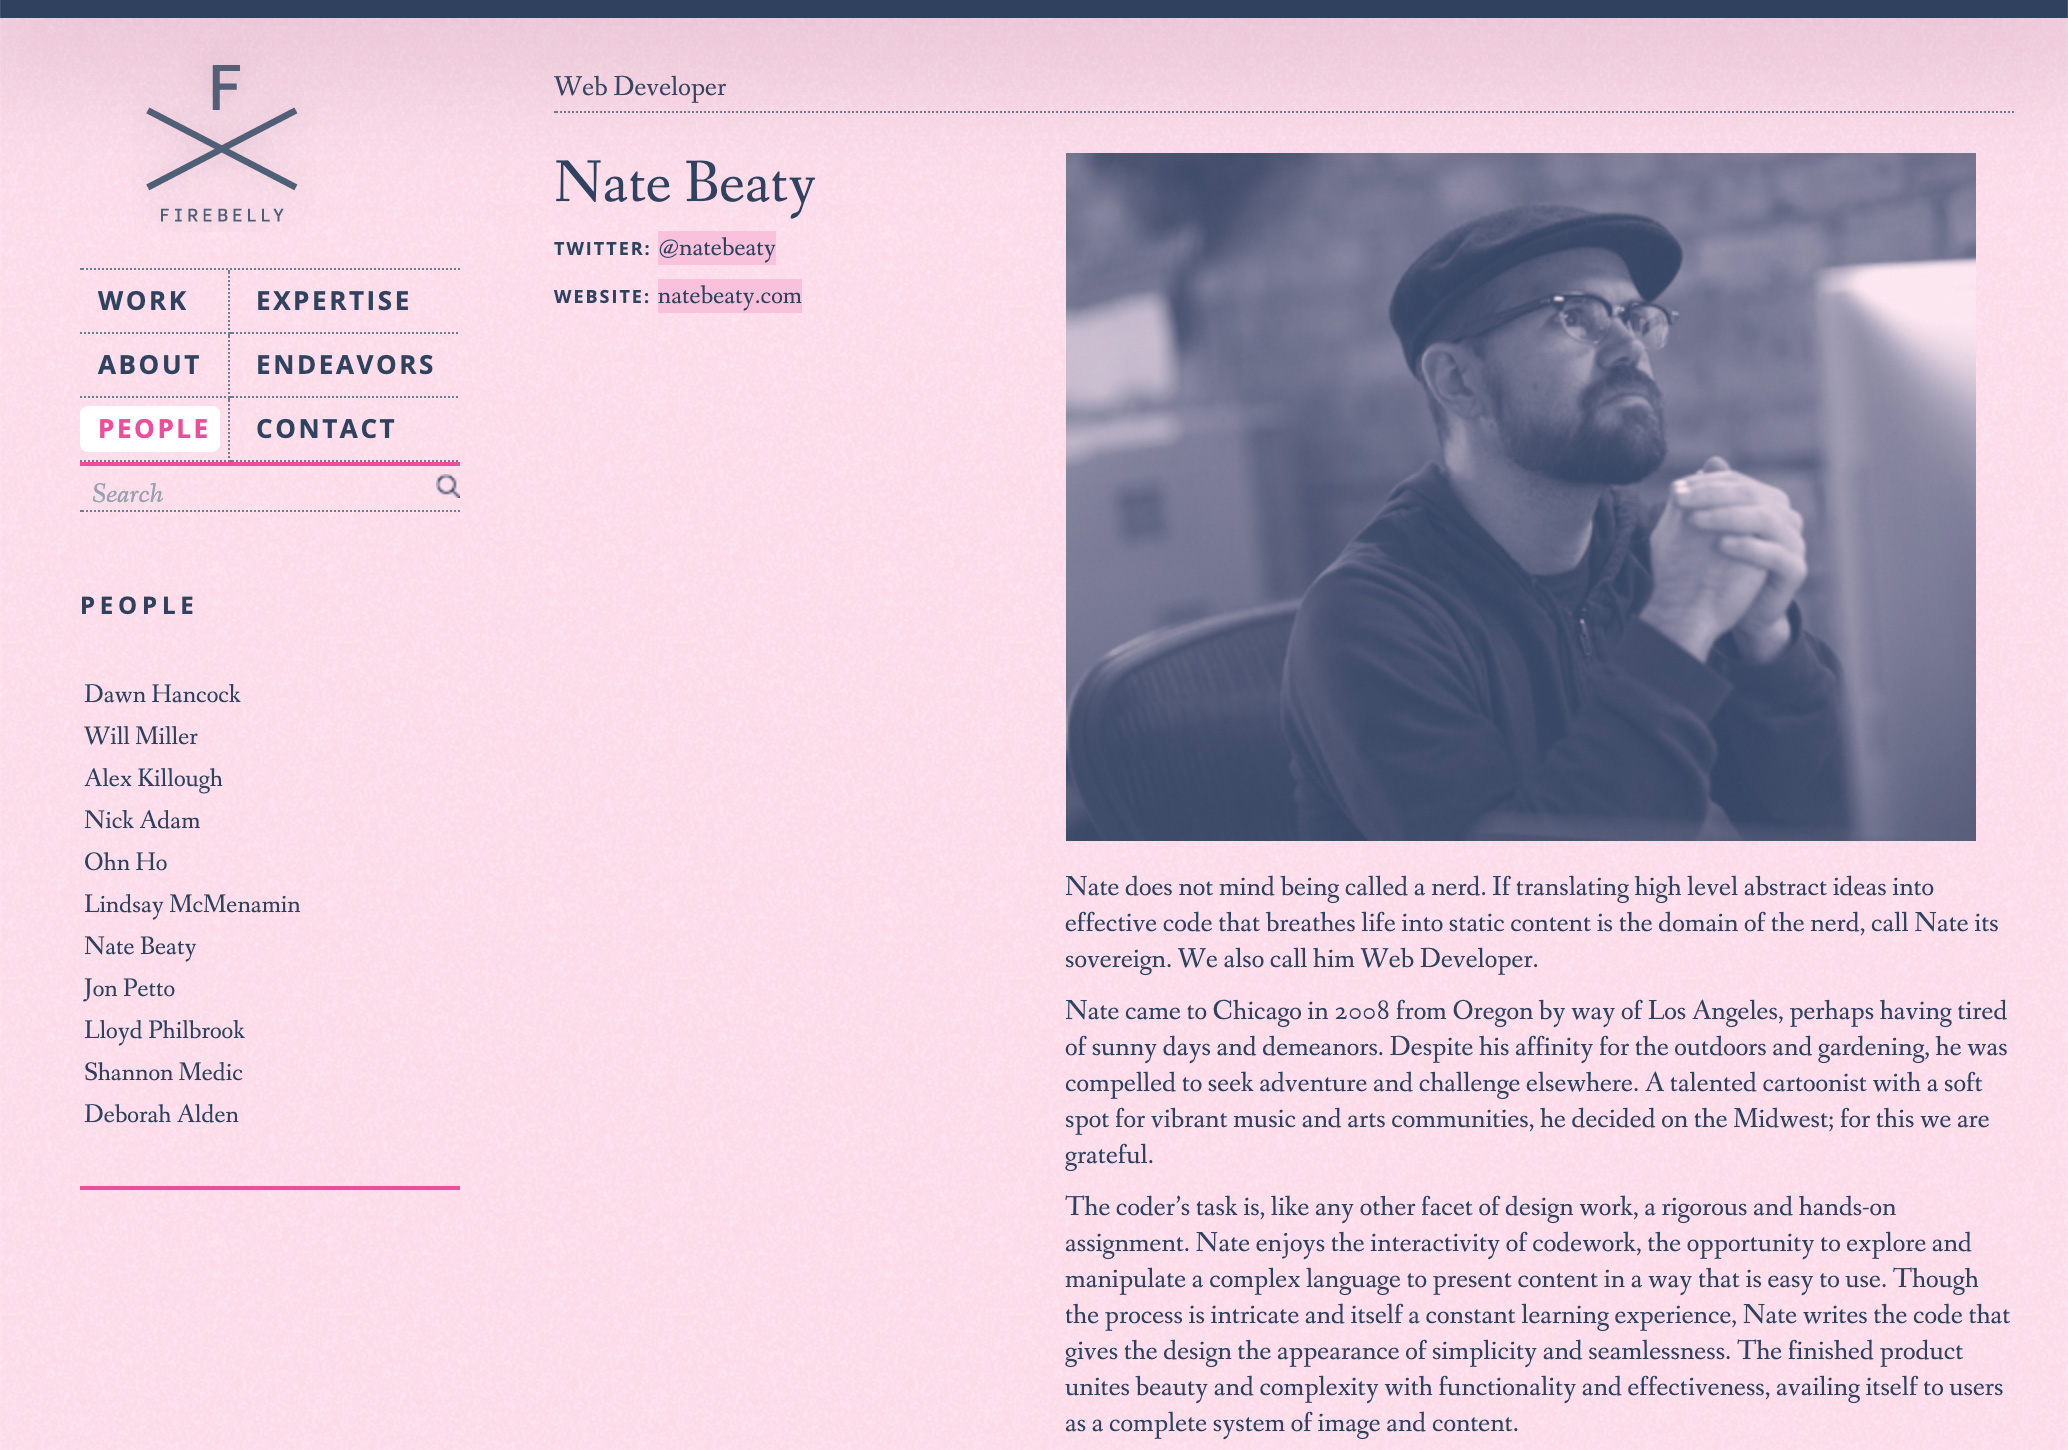 F
FIREBELLY
WORK
EXPERTISE
ABOUT
ENDEAVORS
PEOPLE
CONTACT
Search
PEOPLE
Dawn Hancock
Will Miller
Alex Killough
Nick Adam
Ohn Ho
Lindsay McMenamin
Nate Beaty
Jon Petto
Lloyd Philbrook
Shannon Medic
Deborah Alden
Web Developer
Nate Beaty
TWITTER: @natebeaty
WEBSITE: natebeaty.com
Nate does not mind being called a nerd. If translating high level abstract ideas into
effective code that breathes life into static content is the domain of the nerd, call Nate its
sovereign. We also call him Web Developer.
Nate came to Chicago in 2008 from Oregon by way of Los Angeles, perhaps having tired
of sunny days and demeanors. Despite his affinity for the outdoors and gardening, he was
compelled to seek adventure and challenge elsewhere. A talented cartoonist with a soft
spot for vibrant music and arts communities, he decided on the Midwest; for this we are
grateful.
The coder’s task is, like any other facet of design work, a rigorous and hands-on
assignment. Nate enjoys the interactivity of codework, the opportunity to explore and
manipulate a complex language to present content in a way that is easy to use. Though
the process is intricate and itself a constant learning experience, Nate writes the code that
gives the design the appearance of simplicity and seamlessness. The finished product
unites beauty and complexity with functionality and effectiveness, availing itself to users
as a complete system of image and content.